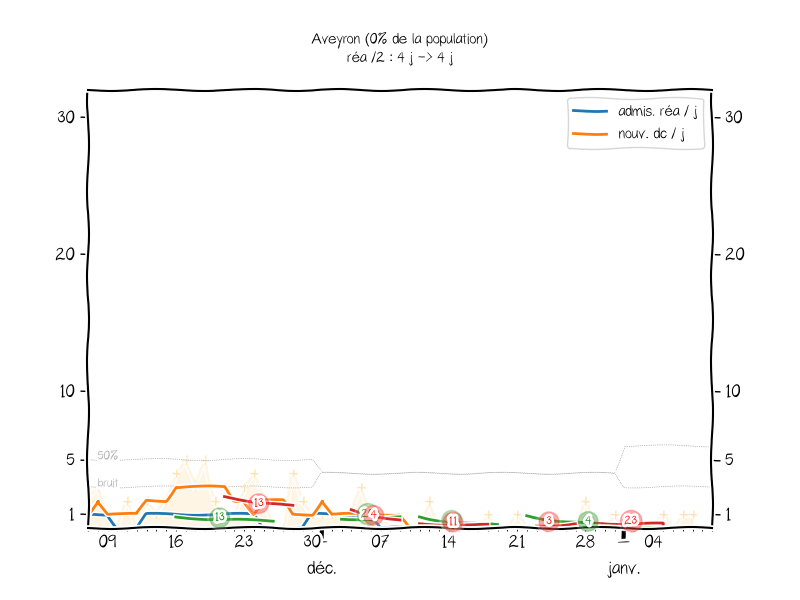 Aveyron (0% de la population)
réa /2 : 4 j -> 4 j
admis. réa / j
nouv. dc / j
30 30
20 20
10 10
50%
5 5
bruit
1 1
13 13 4 11 3 4 23
09 16 23 30 07 14 21 28 04
déc. janv.